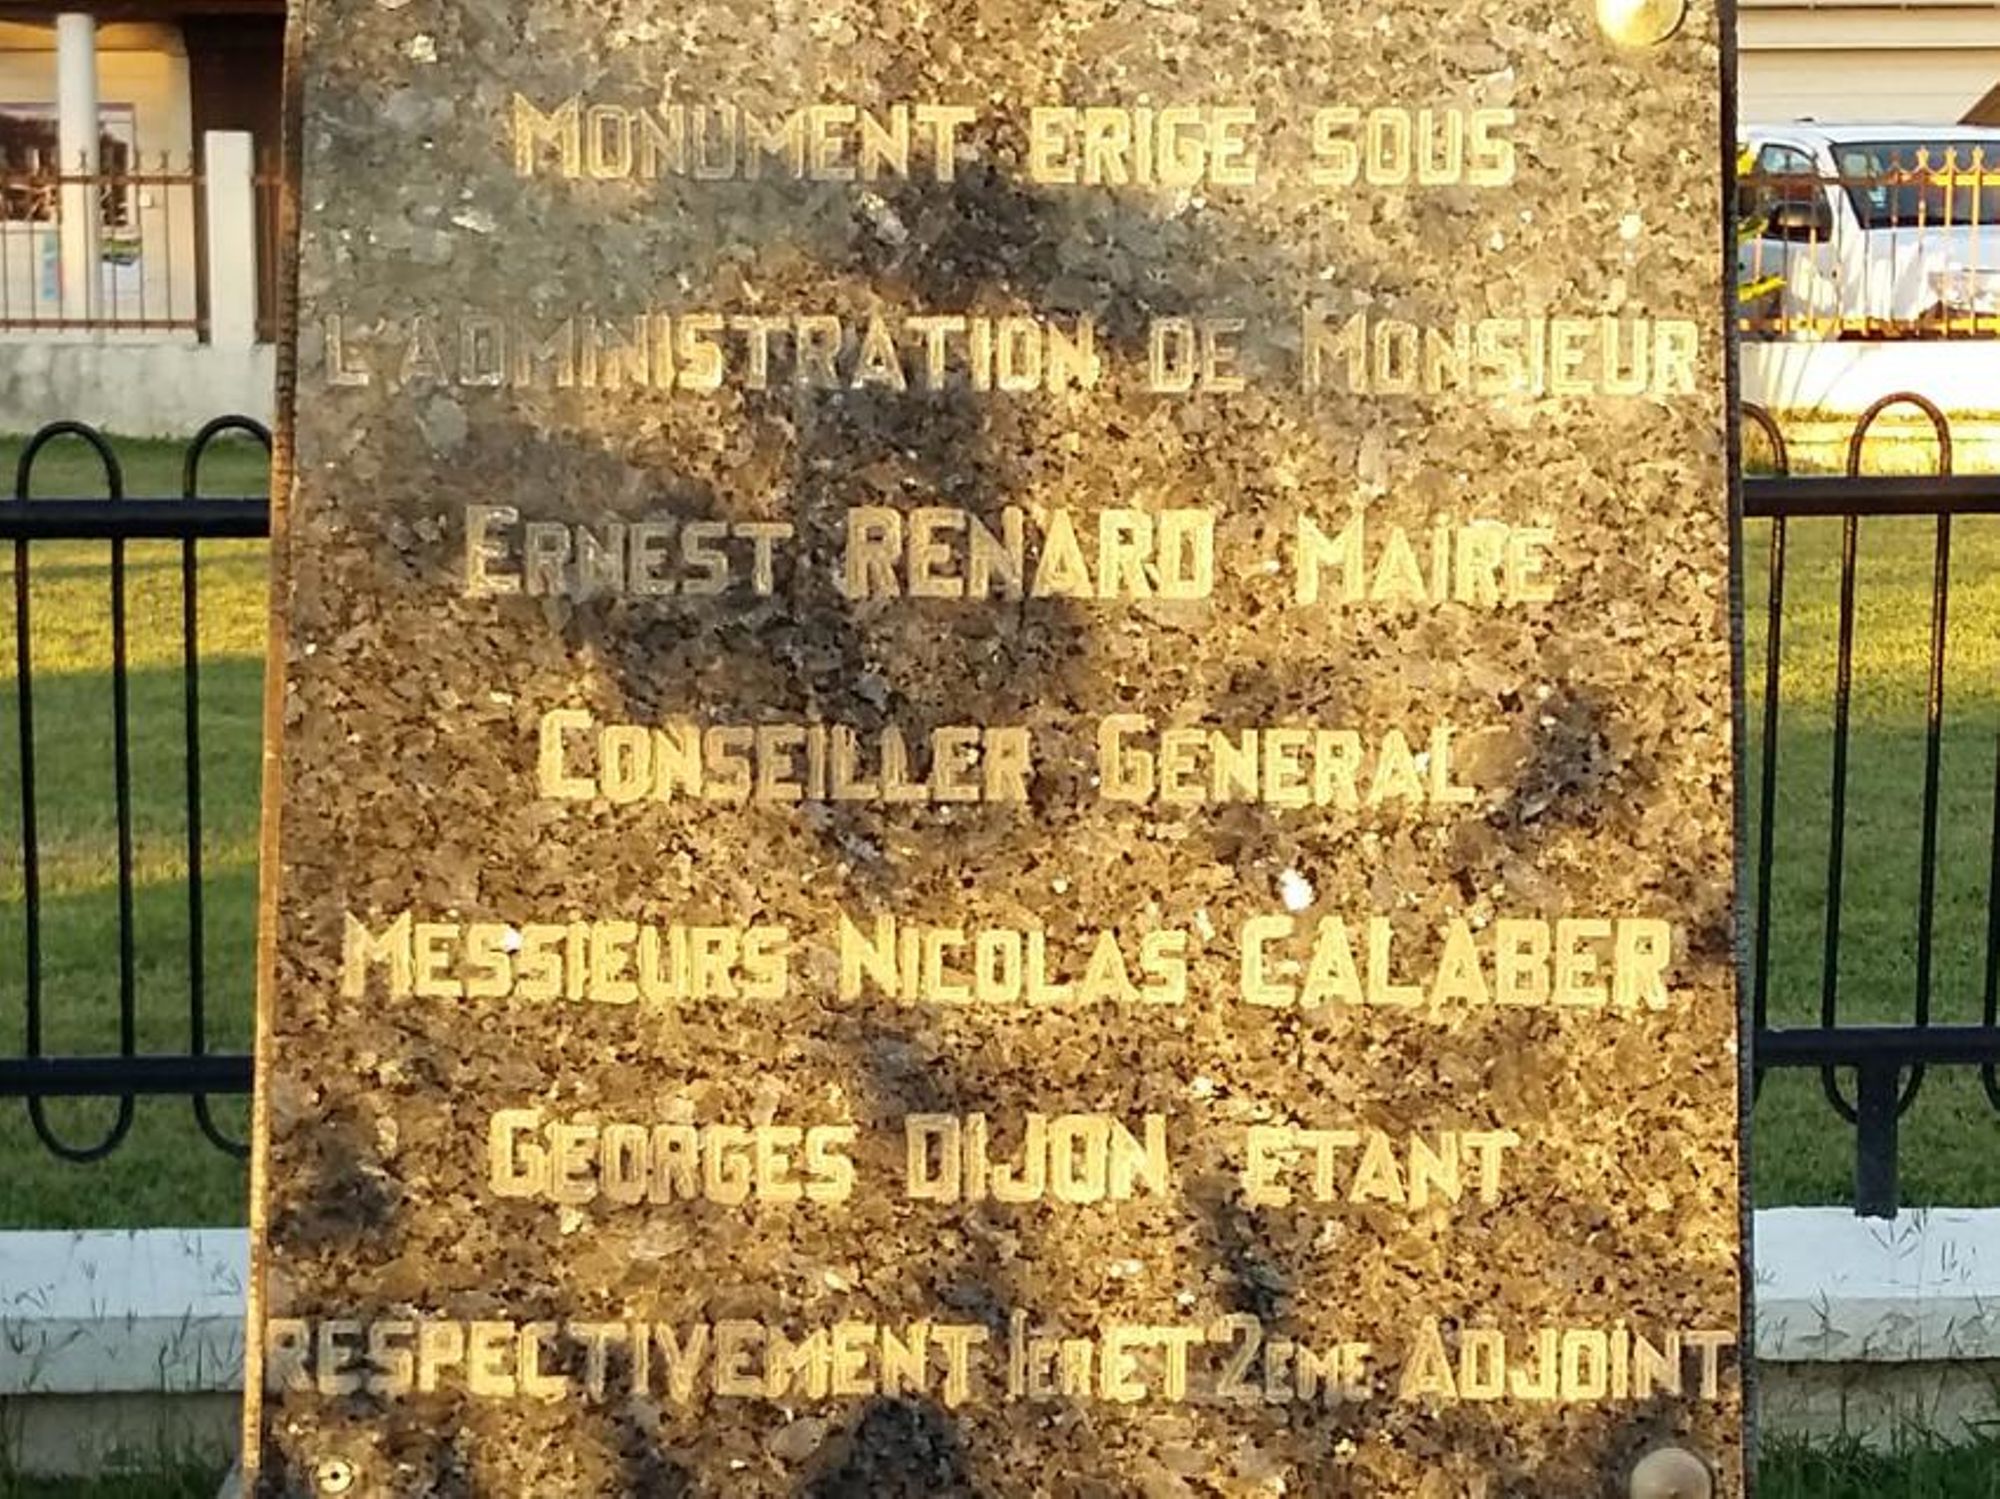 MONUMENT ERiGE SOUS
L'ADMINISTRATION DE MONSIEUR
ERNEST RENARD MAiRE
CONSEiLLER GENERAL
MESSIEURS NICOLAS CALABER
GEORGES DIJON ETANT
RESPECTIVEMENT 1ER ET 2EME ADJOiNT